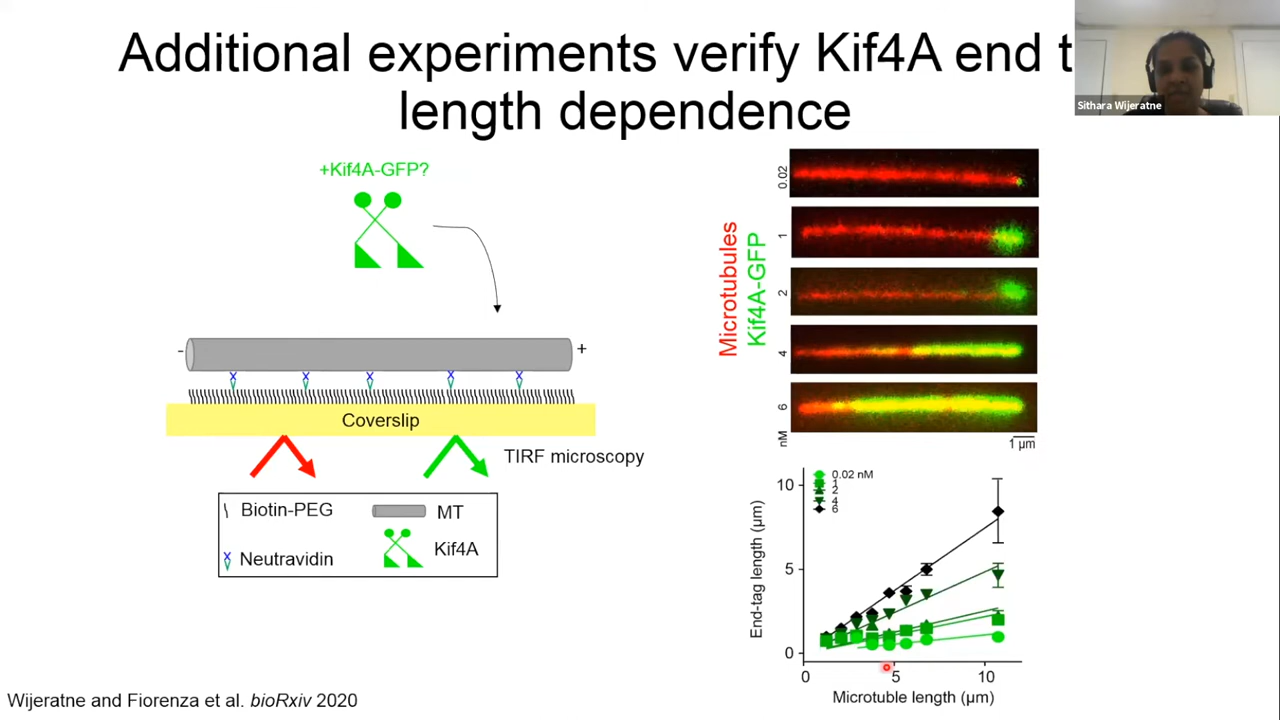 Additional experiments verify Kif4A end t
length dependence
Sithara Wijeratne
+Kif4A-GFP?
-
+
Coverslip
TIRF microscopy
Biotin-PEG
MT
Neutravidin
Kif4A
Microtubules
Kif4A-GFP
0.02
1
2
4
6
nM
1 µm
0.02 nM
1
2
4
6
End-tag length (µm)
10
5
0
0
5
10
Microtuble length (µm)
Wijeratne and Fiorenza et al. bioRxiv 2020